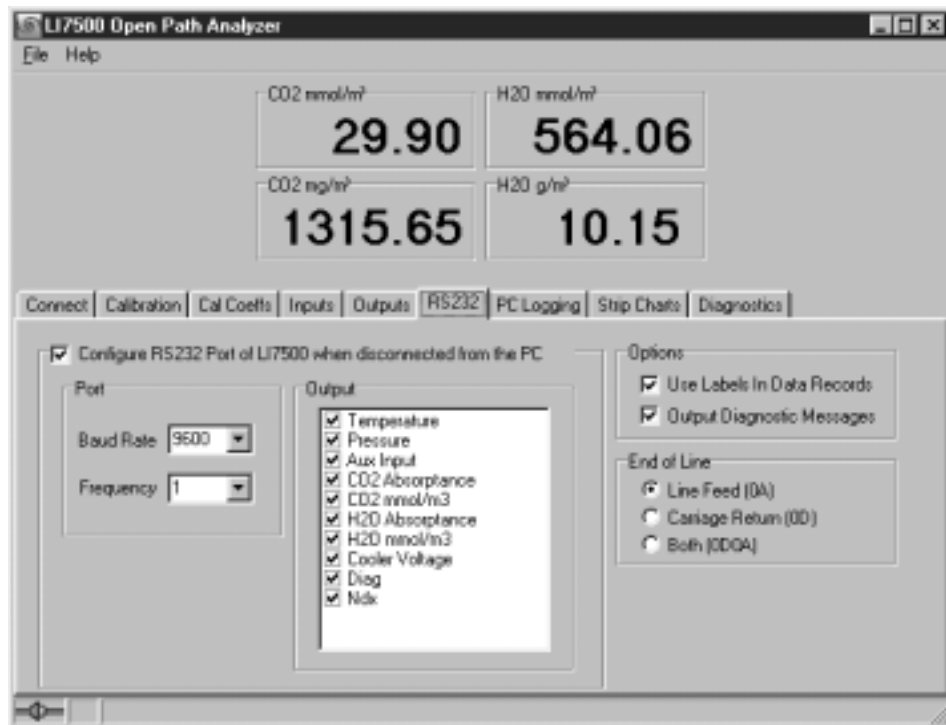 LI7500 Open Path Analyzer
File Help
CO2 mmol/m³ H2O mmol/m³
29.90 564.06
CO2 mg/m³ H2O g/m³
1315.65 10.15
Connect Calibration Cal Coeffs Inputs Outputs RS232 PC Logging Strip Charts Diagnostics
Configure RS232 Port of LI7500 when disconnected from the PC
Port
Baud Rate 9600
Frequency 1
Output
Temperature
Pressure
Aux Input
CO2 Absorptance
CO2 mmol/m3
H2O Absorptance
H2O mmol/m3
Cooler Voltage
Diag
Ndx
Options
Use Labels In Data Records
Output Diagnostic Messages
End of Line
Line Feed (0A)
Carriage Return (0D)
Both (0D0A)